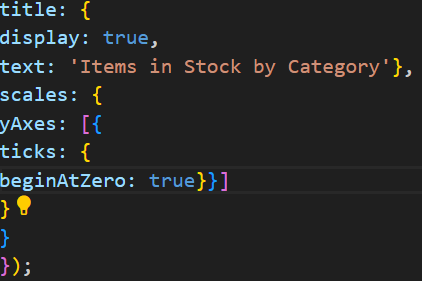 title: {
display: true,
text: 'Items in Stock by Category'},
scales: {
yAxes: [{
ticks: {
beginAtZero: true}}]
}
}
});